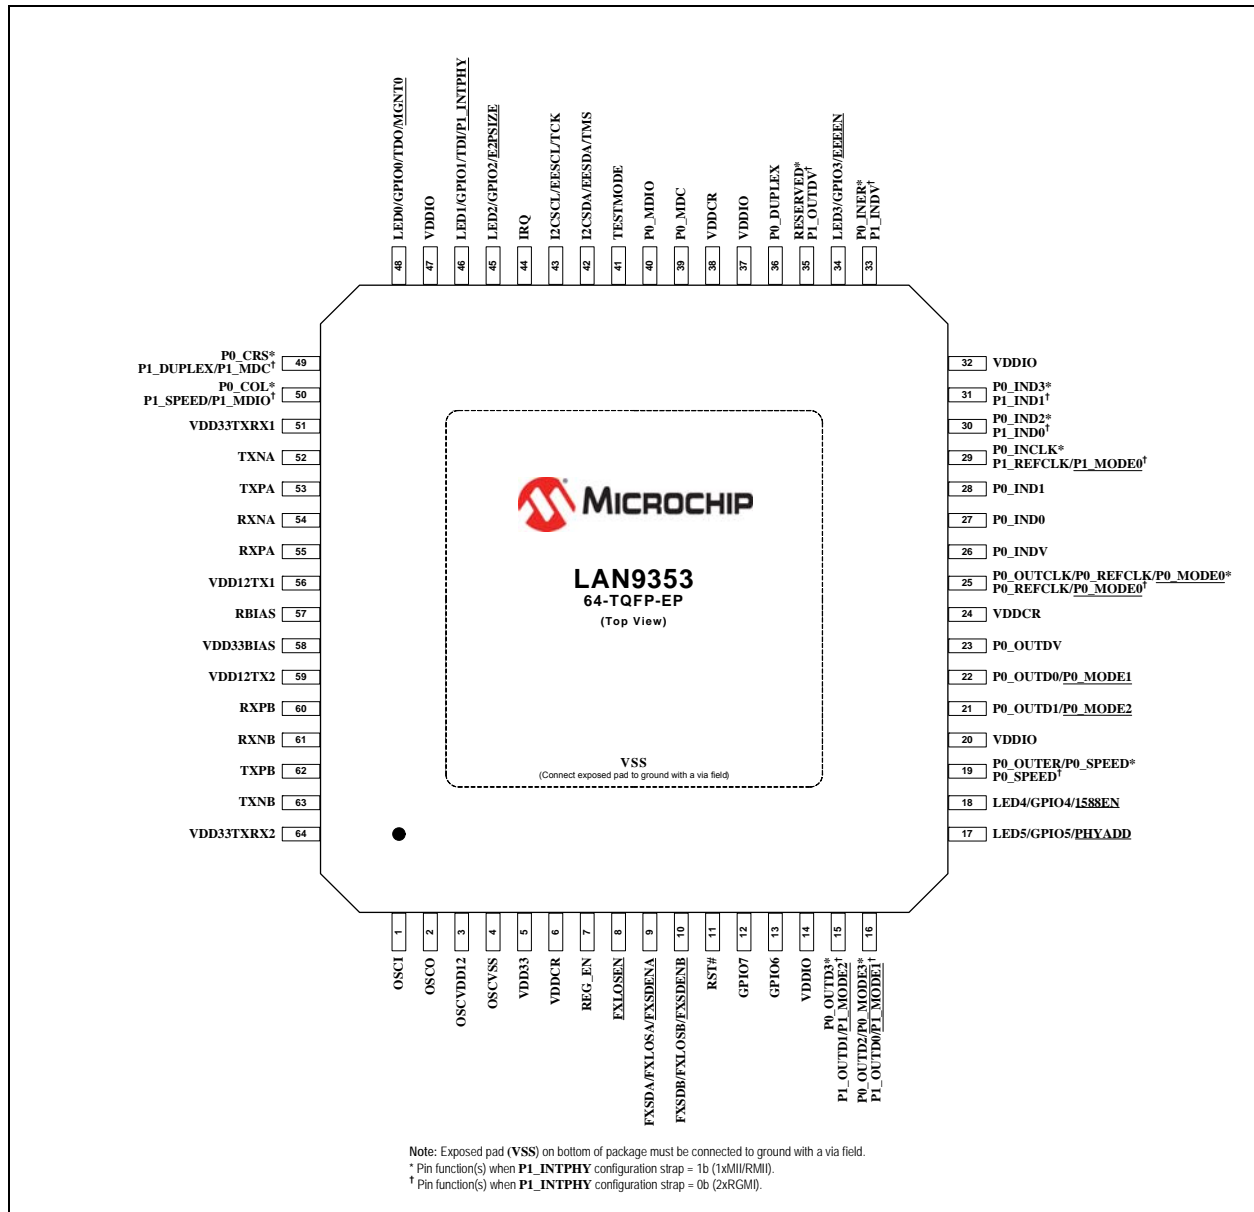 LED0/GPIO0/TDO/MGNT0
VDDIO
LED1/GPIO1/TDI/P1_INTPHY
LED2/GPIO2/E2PSIZE
IRQ
I2CSCL/EESCL/TCK
I2CSDA/EESDA/TMS
TESTMODE
P0_MDIO
P0_MDC
VDDCR
VDDIO
P0_DUPLEX
RESERVED*
P1_OUTDV†
LED3/GPIO3/EEEEN
P0_INER*
P1_INDV†
48
47
46
45
44
43
42
41
40
39
38
37
36
35
34
33
P0_CRS*
P1_DUPLEX/P1_MDC†
49
P0_COL*
P1_SPEED/P1_MDIO†
50
VDD33TXRX1 51
TXNA 52
TXPA 53
RXNA 54
RXPA 55
VDD12TX1 56
RBIAS 57
VDD33BIAS 58
VDD12TX2 59
RXPB 60
RXNB 61
TXPB 62
TXNB 63
VDD33TXRX2 64
MICROCHIP
LAN9353
64-TQFP-EP
(Top View)
VSS
(Connect exposed pad to ground with a via field)
32 VDDIO
31
P0_IND3*
P1_IND1†
30
P0_IND2*
P1_IND0†
29
P0_INCLK*
P1_REFCLK/P1_MODE0†
28 P0_IND1
27 P0_IND0
26 P0_INDV
25
P0_OUTCLK/P0_REFCLK/P0_MODE0*
P0_REFCLK/P0_MODE0†
24 VDDCR
23 P0_OUTDV
22 P0_OUTD0/P0_MODE1
21 P0_OUTD1/P0_MODE2
20 VDDIO
19
P0_OUTER/P0_SPEED*
P0_SPEED†
18 LED4/GPIO4/1588EN
17 LED5/GPIO5/PHYADD
1
2
3
4
5
6
7
8
9
10
11
12
13
14
15
16
OSCI
OSCO
OSCVDD12
OSCVSS
VDD33
VDDCR
REG_EN
FXLOSEN
FXSDA/FXLOSA/FXSDENA
FXSDB/FXLOSB/FXSDENB
RST#
GPIO7
GPIO6
VDDIO
P0_OUTD3*
P1_OUTD1/P1_MODE2†
P0_OUTD2/P0_MODE3*
P1_OUTD0/P1_MODE1†
Note: Exposed pad (VSS) on bottom of package must be connected to ground with a via field.
* Pin function(s) when P1_INTPHY configuration strap = 1b (1xMII/RMII).
† Pin function(s) when P1_INTPHY configuration strap = 0b (2xRGMI).